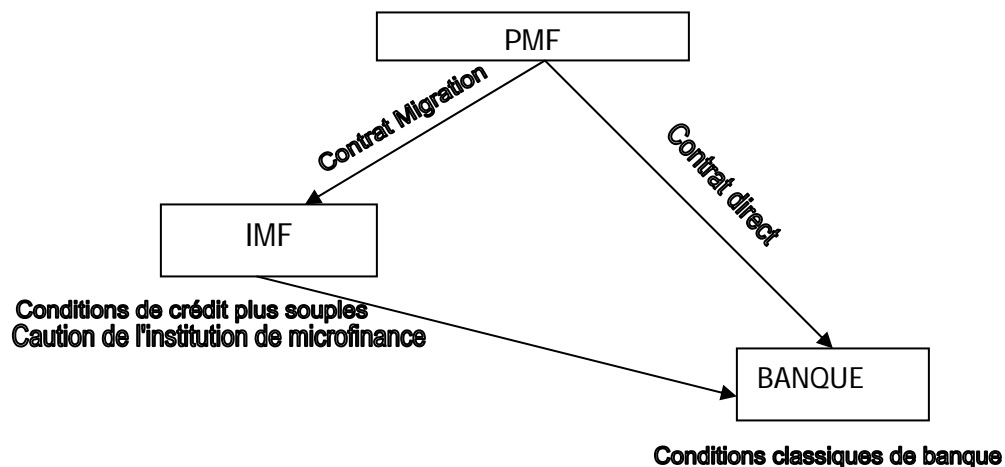 PMF
Contrat Migration
Contrat direct
IMF
Conditions de crédit plus souples
Caution de l'institution de microfinance
BANQUE
Conditions classiques de banque